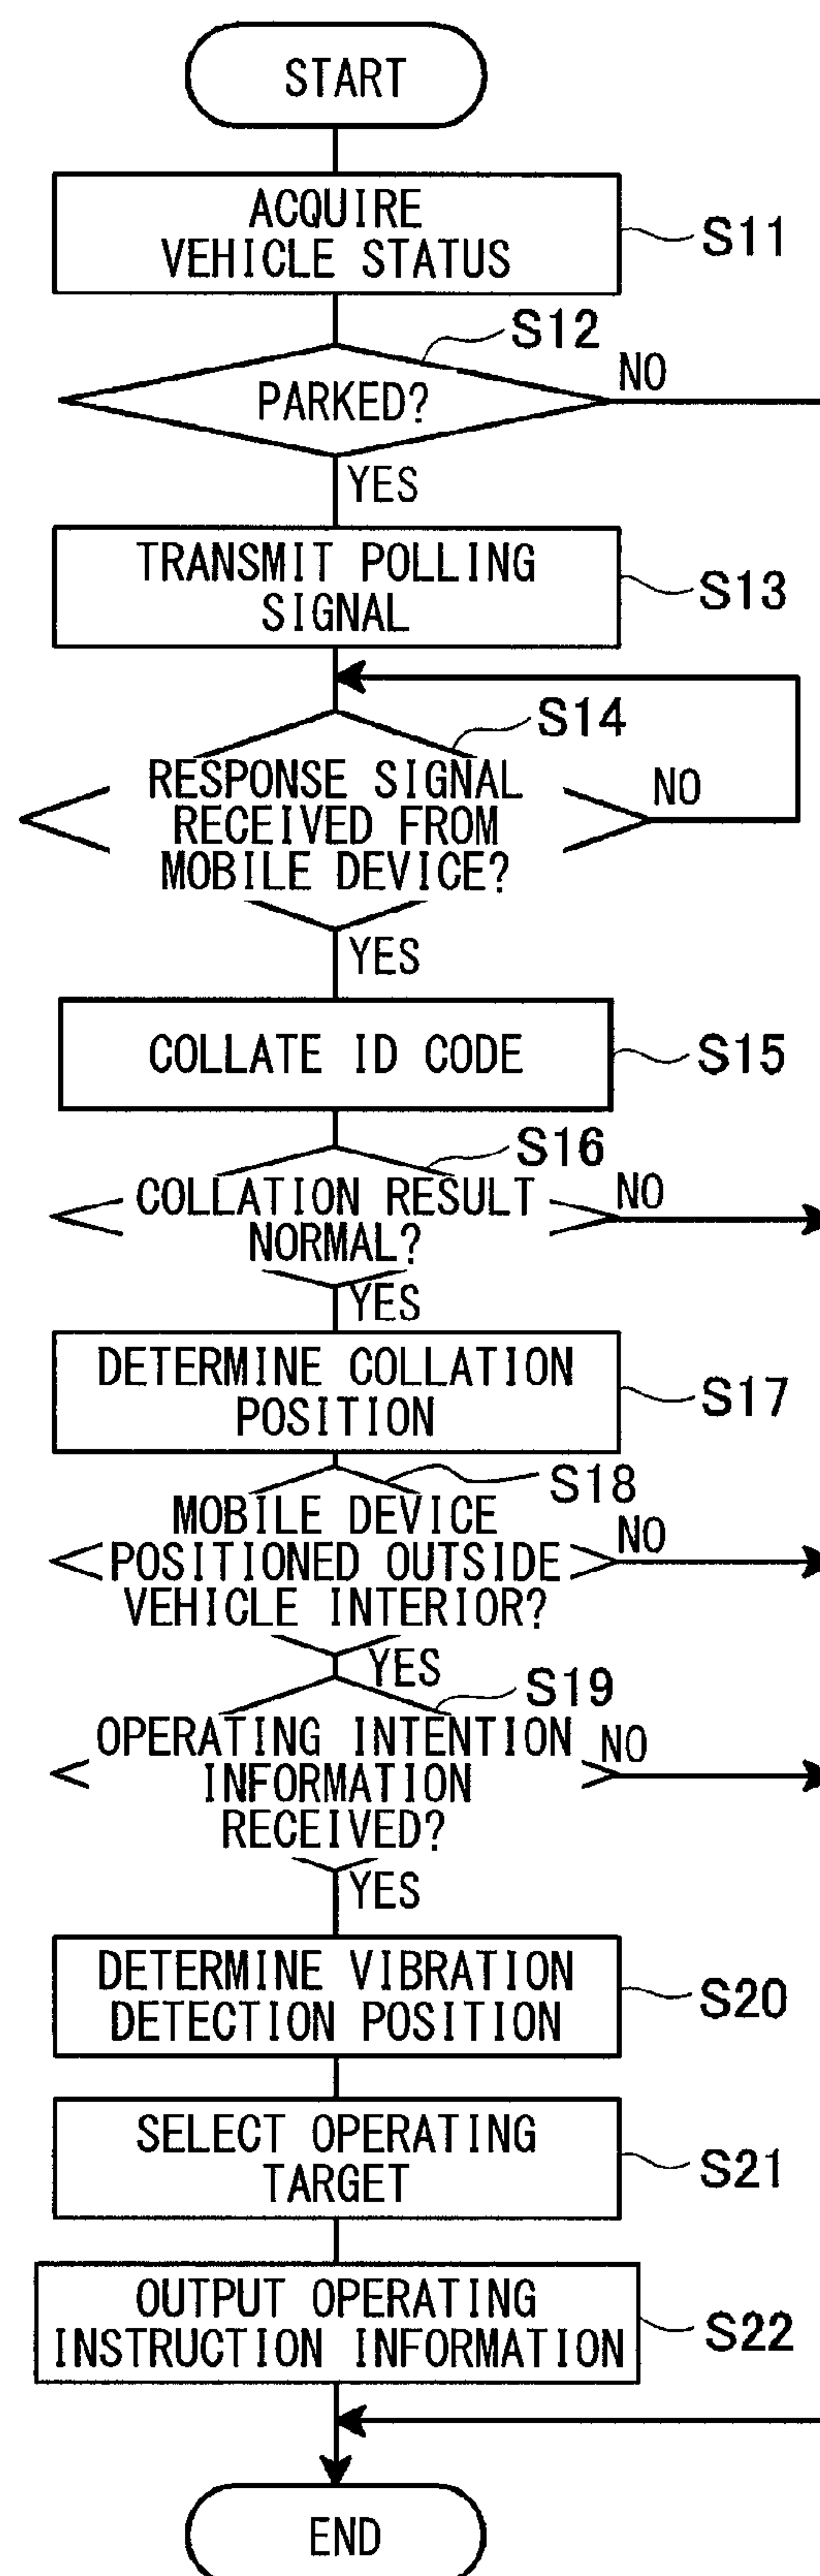 START
ACQUIRE
VEHICLE STATUS
S11
S12
PARKED?
NO
YES
TRANSMIT POLLING
SIGNAL
S13
S14
RESPONSE SIGNAL
RECEIVED FROM
MOBILE DEVICE?
NO
YES
COLLATE ID CODE
S15
S16
COLLATION RESULT
NORMAL?
NO
YES
DETERMINE COLLATION
POSITION
S17
S18
MOBILE DEVICE
POSITIONED OUTSIDE
VEHICLE INTERIOR?
NO
YES
S19
OPERATING INTENTION
INFORMATION
RECEIVED?
NO
YES
DETERMINE VIBRATION
DETECTION POSITION
S20
SELECT OPERATING
TARGET
S21
OUTPUT OPERATING
INSTRUCTION INFORMATION
S22
END